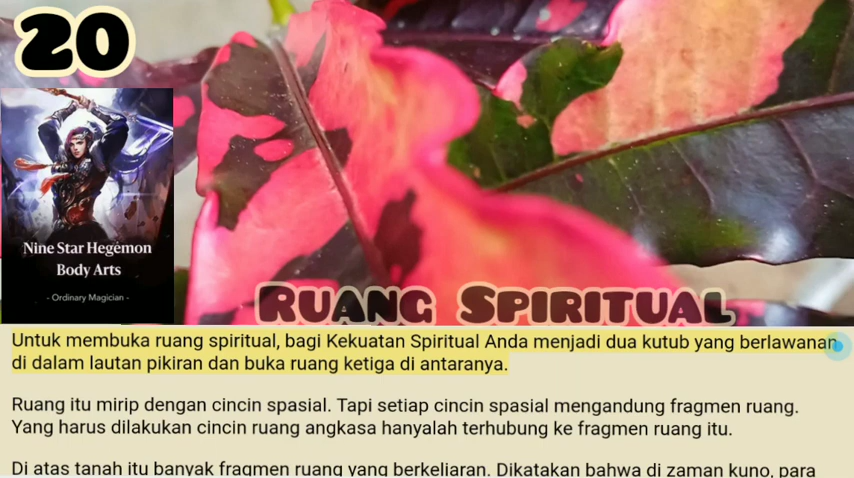 20
Nine Star Hegemon
Body Arts
- Ordinary Magician -
Ruang Spiritual
Untuk membuka ruang spiritual, bagi Kekuatan Spiritual Anda menjadi dua kutub yang berlawanan
di dalam lautan pikiran dan buka ruang ketiga di antaranya.
Ruang itu mirip dengan cincin spasial. Tapi setiap cincin spasial mengandung fragmen ruang.
Yang harus dilakukan cincin ruang angkasa hanyalah terhubung ke fragmen ruang itu.
Di atas tanah itu banyak fragmen ruang yang berkeliaran. Dikatakan bahwa di zaman kuno, para